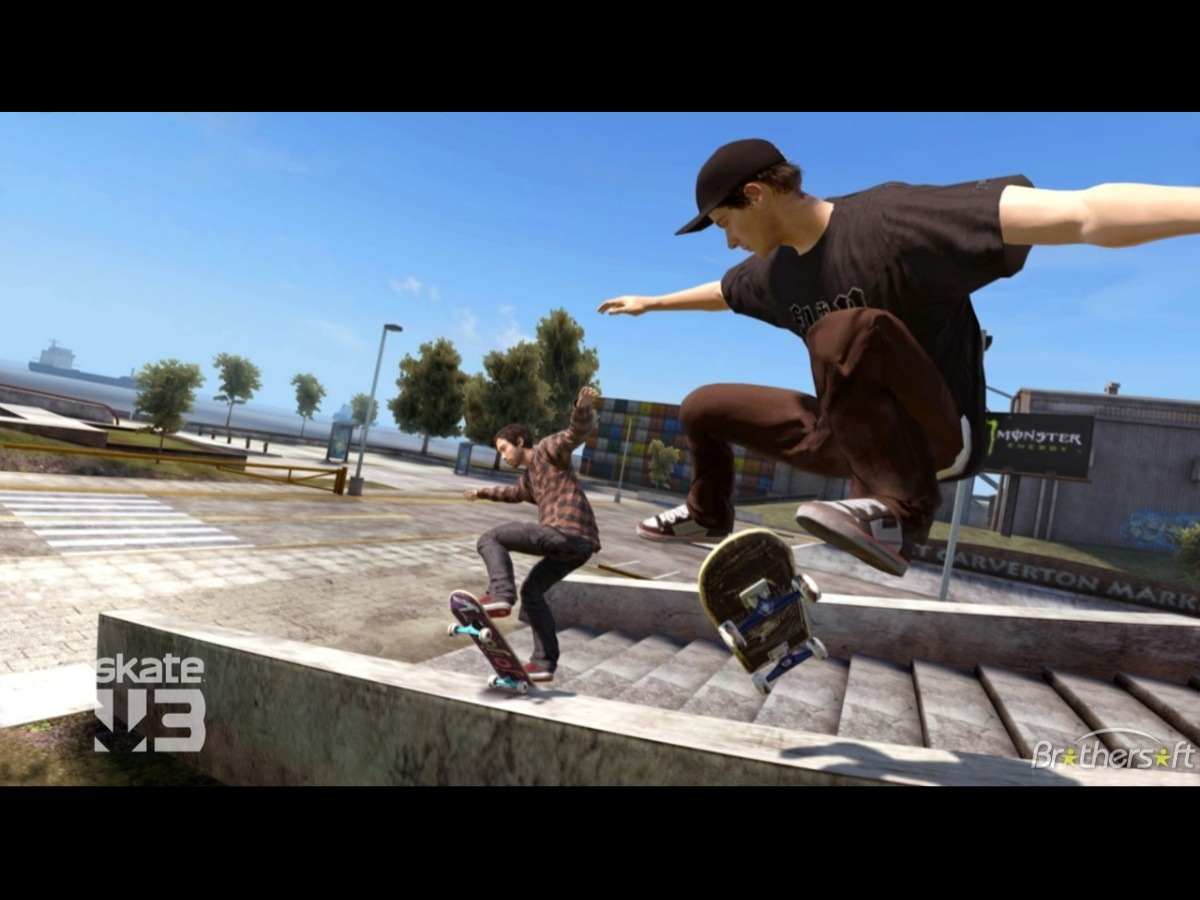 MONSTER
ENERGY
T CARVERTON MARK
skate
3
Brothersoft